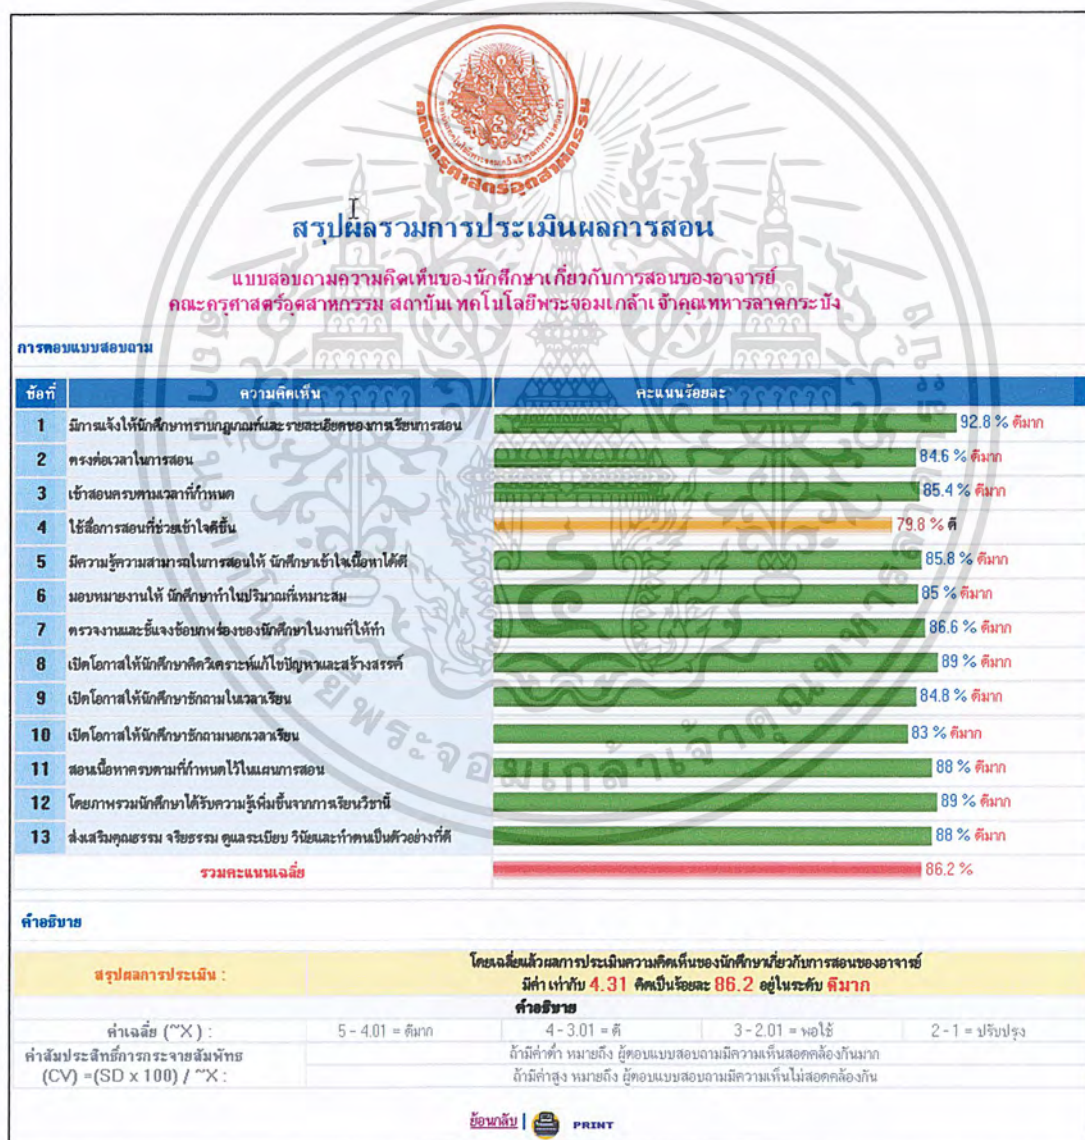 คณะครุศาสตร์อุตสาหกรรม
สรุปผลรวมการประเมินผลการสอน
แบบสอบถามความคิดเห็นของนักศึกษาเกี่ยวกับการสอนของอาจารย์
คณะครุศาสตร์อุตสาหกรรม สถาบันเทคโนโลยีพระจอมเกล้าเจ้าคุณทหารลาดกระบัง
การตอบแบบสอบถาม
ข้อที่ ความคิดเห็น คะแนนร้อยละ
1 มีการแจ้งให้นักศึกษาทราบกฎเกณฑ์และรายละเอียดของการเรียนการสอน 92.8 % ดีมาก
2 ตรงต่อเวลาในการสอน 84.6 % ดีมาก
3 เข้าสอนครบตามเวลาที่กำหนด 85.4 % ดีมาก
4 ใช้สื่อการสอนที่ช่วยเข้าใจดีขึ้น 79.8 % ดี
5 มีความรู้ความสามารถในการสอนให้ นักศึกษาเข้าใจเนื้อหาได้ดี 85.8 % ดีมาก
6 มอบหมายงานให้ นักศึกษาทำในปริมาณที่เหมาะสม 85 % ดีมาก
7 ตรวจงานและชี้แจงข้อบกพร่องของนักศึกษาในงานที่ให้ทำ 86.6 % ดีมาก
8 เปิดโอกาสให้นักศึกษาคิดวิเคราะห์แก้ไขปัญหาและสร้างสรรค์ 89 % ดีมาก
9 เปิดโอกาสให้นักศึกษาซักถามในเวลาเรียน 84.8 % ดีมาก
10 เปิดโอกาสให้นักศึกษาซักถามนอกเวลาเรียน 83 % ดีมาก
11 สอนเนื้อหาครบตามที่กำหนดไว้ในแผนการสอน 88 % ดีมาก
12 โดยภาพรวมนักศึกษาได้รับความรู้เพิ่มขึ้นจากการเรียนวิชานี้ 89 % ดีมาก
13 ส่งเสริมคุณธรรม จริยธรรม ดูแลระเบียบ วินัยและทำตนเป็นตัวอย่างที่ดี 88 % ดีมาก
รวมคะแนนเฉลี่ย 86.2 %
คำอธิบาย
สรุปผลการประเมิน : โดยเฉลี่ยแล้วผลการประเมินความคิดเห็นของนักศึกษาเกี่ยวกับการสอนของอาจารย์
มีค่า เท่ากับ 4.31 คิดเป็นร้อยละ 86.2 อยู่ในระดับ ดีมาก
คำอธิบาย
ค่าเฉลี่ย (~X ) : 5 - 4.01 = ดีมาก 4 - 3.01 = ดี 3 - 2.01 = พอใช้ 2 - 1 = ปรับปรุง
ค่าสัมประสิทธิ์การกระจายสัมพัทธ ถ้ามีค่าต่ำ หมายถึง ผู้ตอบแบบสอบถามมีความเห็นสอดคล้องกันมาก
(CV) =(SD x 100) / ~X : ถ้ามีค่าสูง หมายถึง ผู้ตอบแบบสอบถามมีความเห็นไม่สอดคล้องกัน
ย้อนกลับ | PRINT